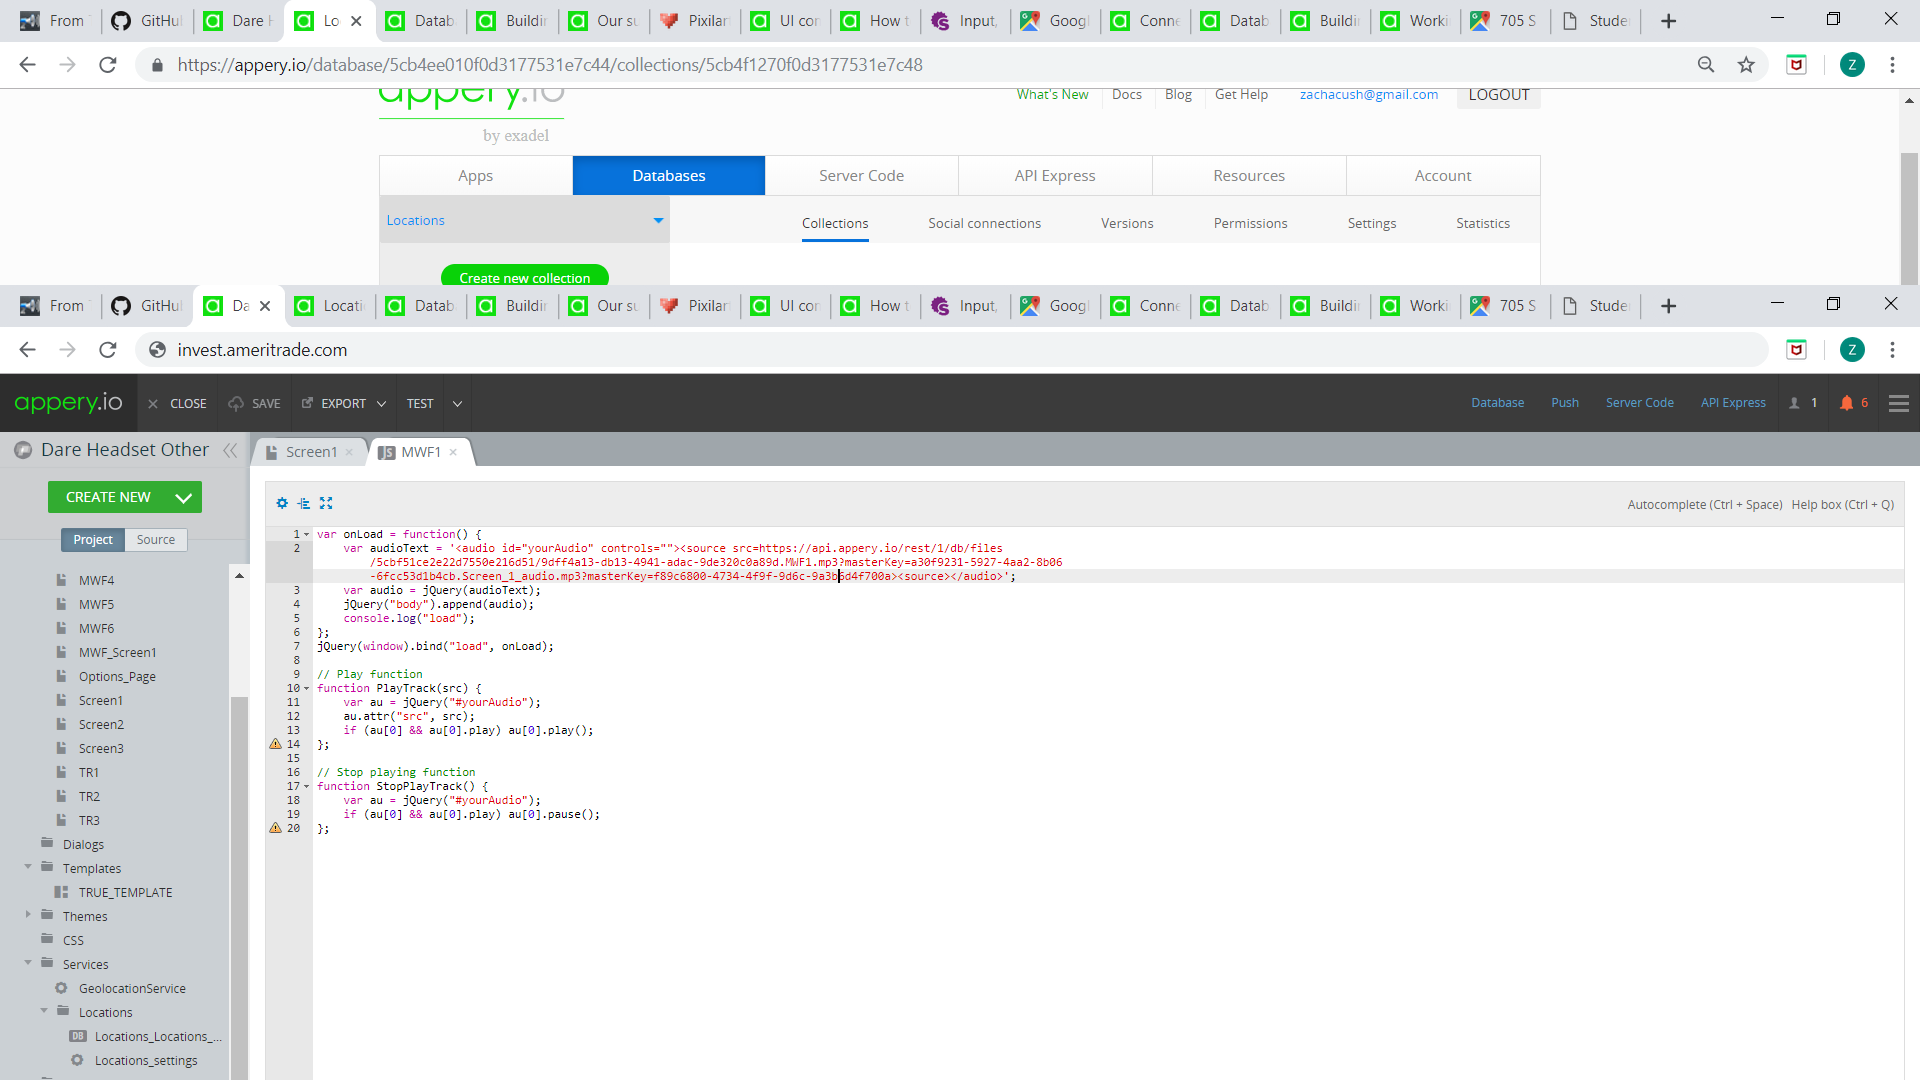 From
GitHu
Dare H
Lo
Datab
Buildi
Our su
Pixilar
UI con
How t
Input,
Googl
Conne
Datab
Buildi
Worki
705 S
Studer
https://appery.io/database/5cb4ee010f0d3177531e7c44/collections/5cb4f1270f0d3177531e7c48
Z
appery.io
by exadel
What's New
Docs
Blog
Get Help
zachacush@gmail.com
LOGOUT
Apps
Databases
Server Code
API Express
Resources
Account
Locations
Collections
Social connections
Versions
Permissions
Settings
Statistics
Create new collection
From
GitHu
Da
Locati
Datab
Buildi
Our su
Pixilar
UI con
How t
Input,
Googl
Conne
Datab
Buildi
Worki
705 S
Studer
invest.ameritrade.com
Z
appery.io
CLOSE
SAVE
EXPORT
TEST
Database
Push
Server Code
API Express
1
6
Dare Headset Other
Screen1
JS MWF1
CREATE NEW
Project
Source
MWF4
MWF5
MWF6
MWF_Screen1
Options_Page
Screen1
Screen2
Screen3
TR1
TR2
TR3
Dialogs
Templates
TRUE_TEMPLATE
Themes
CSS
Services
GeolocationService
Locations
DB Locations_Locations_...
Locations_settings
Autocomplete (Ctrl + Space) Help box (Ctrl + Q)
1 var onLoad = function() {
2 var audioText = '<audio id="yourAudio" controls=""><source src=https://api.appery.io/rest/1/db/files
/5cbf51ce2e22d7550e216d51/9dff4a13-db13-4941-adac-9de320c0a89d.MWF1.mp3?masterKey=a30f9231-5927-4aa2-8b06
-6fcc53d1b4cb.Screen_1_audio.mp3?masterKey=f89c6800-4734-4f9f-9d6c-9a3b6d4f700a><source></audio>';
3 var audio = jQuery(audioText);
4 jQuery("body").append(audio);
5 console.log("load");
6 };
7 jQuery(window).bind("load", onLoad);
8
9 // Play function
10 function PlayTrack(src) {
11 var au = jQuery("#yourAudio");
12 au.attr("src", src);
13 if (au[0] && au[0].play) au[0].play();
14 };
15
16 // Stop playing function
17 function StopPlayTrack() {
18 var au = jQuery("#yourAudio");
19 if (au[0] && au[0].play) au[0].pause();
20 };